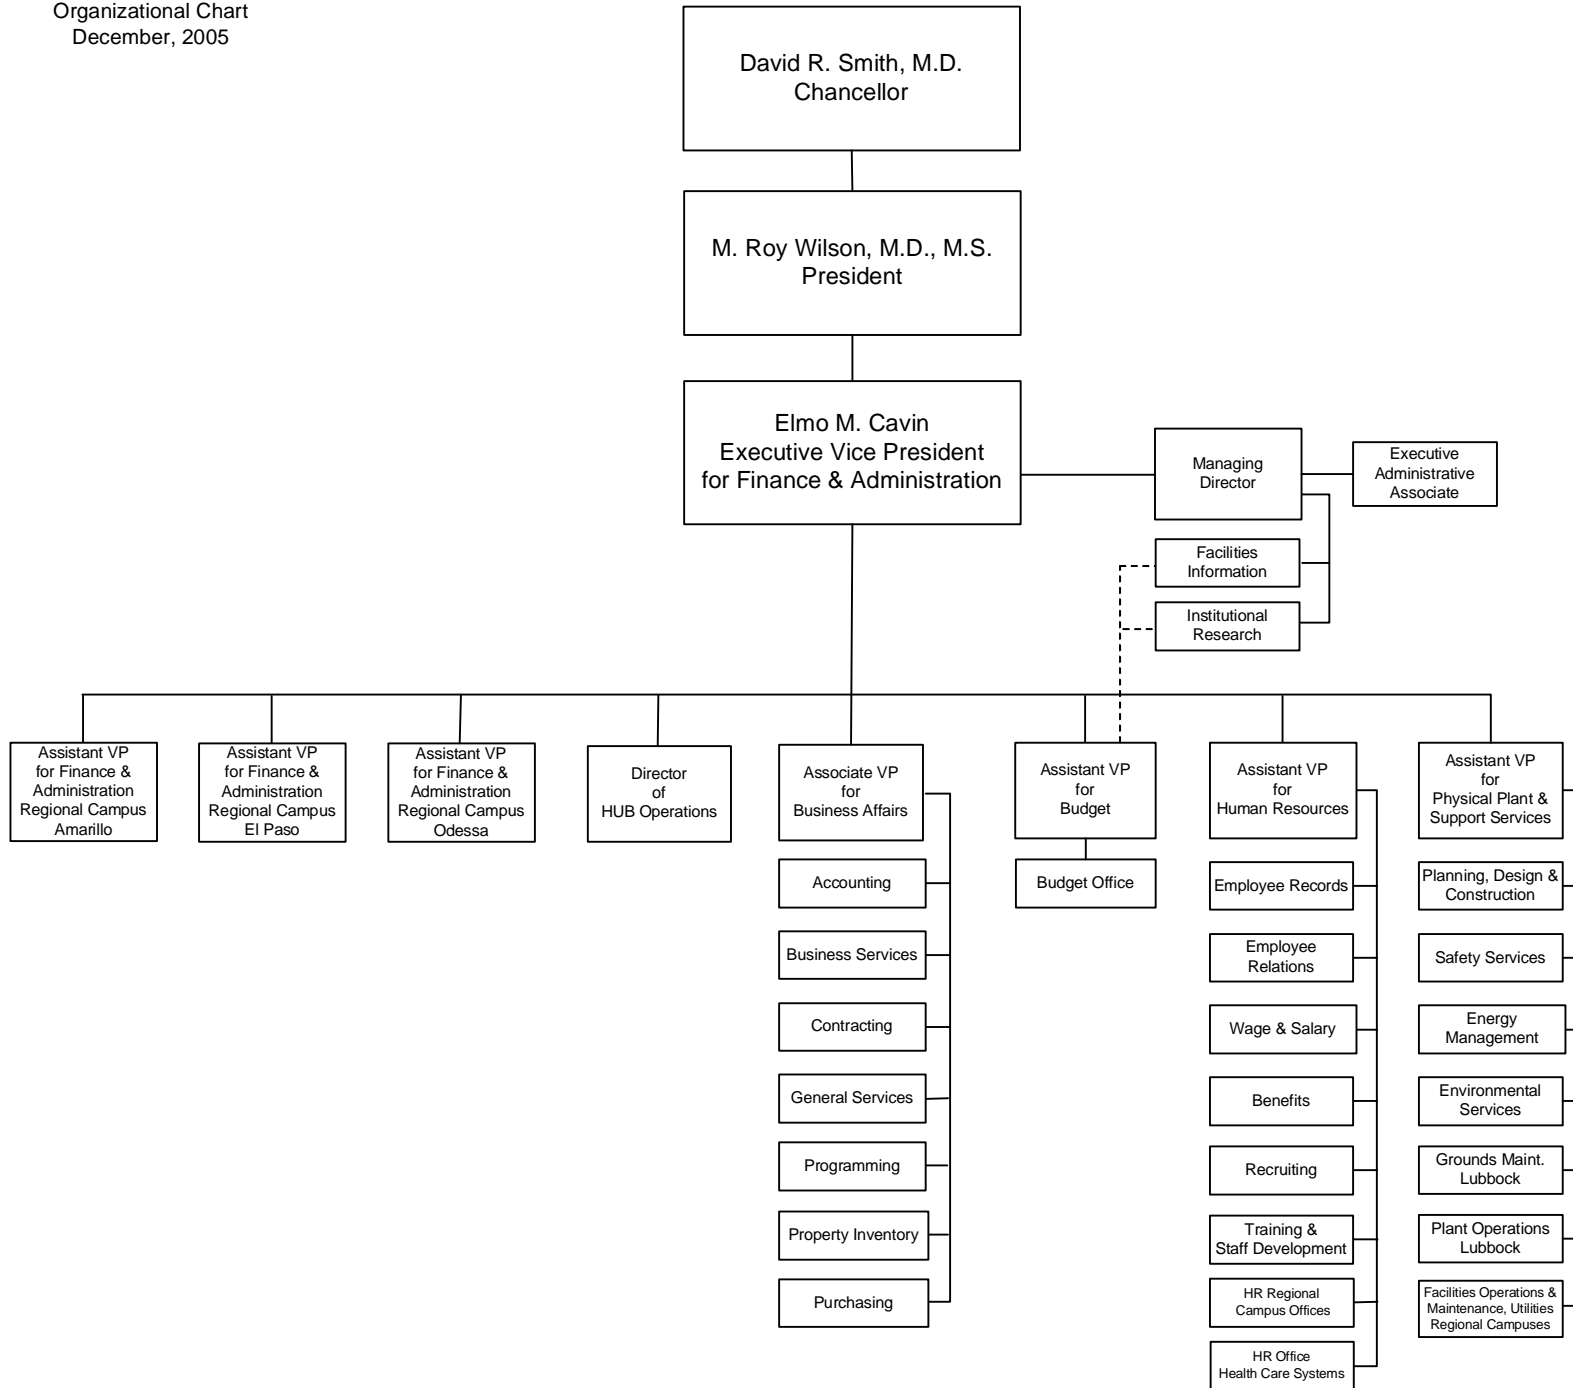 Organizational Chart
December, 2005
David R. Smith, M.D.
Chancellor
M. Roy Wilson, M.D., M.S.
President
Elmo M. Cavin
Executive Vice President
for Finance & Administration
Managing
Director
Executive
Administrative
Associate
Facilities
Information
Institutional
Research
Assistant VP
for Finance &
Administration
Regional Campus
Amarillo
Assistant VP
for Finance &
Administration
Regional Campus
El Paso
Assistant VP
for Finance &
Administration
Regional Campus
Odessa
Director
of
HUB Operations
Associate VP
for
Business Affairs
Accounting
Business Services
Contracting
General Services
Programming
Property Inventory
Purchasing
Assistant VP
for
Budget
Budget Office
Assistant VP
for
Human Resources
Employee Records
Employee
Relations
Wage & Salary
Benefits
Recruiting
Training &
Staff Development
HR Regional
Campus Offices
HR Office
Health Care Systems
Assistant VP
for
Physical Plant &
Support Services
Planning, Design &
Construction
Safety Services
Energy
Management
Environmental
Services
Grounds Maint.
Lubbock
Plant Operations
Lubbock
Facilities Operations &
Maintenance, Utilities
Regional Campuses